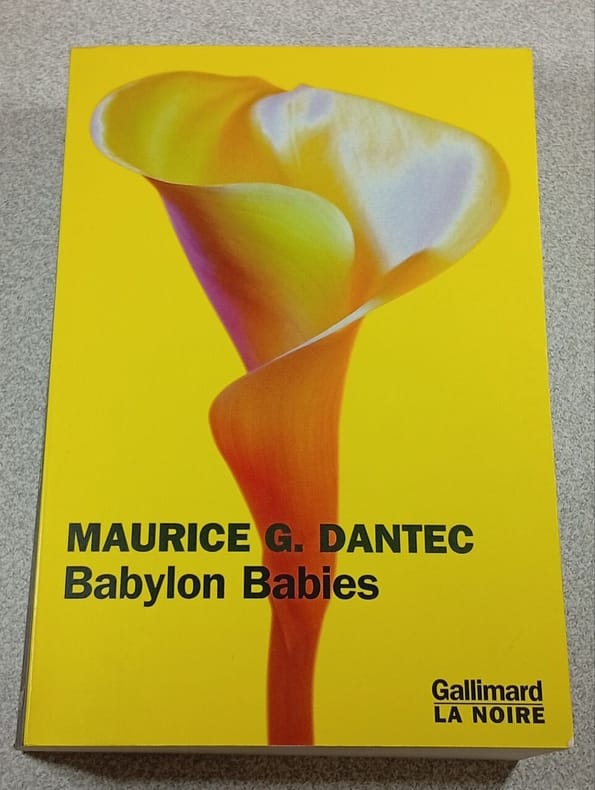 MAURICE G. DANTEC
Babylon Babies
Gallimard
LA NOIRE